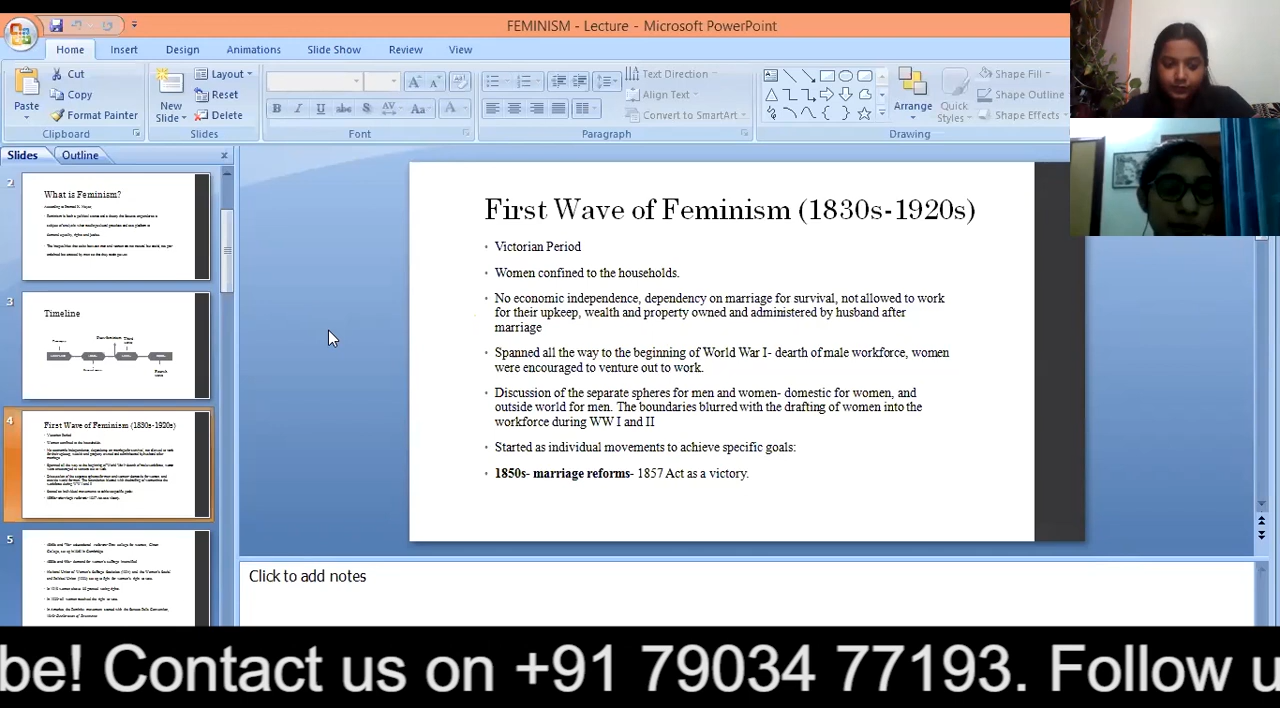 FEMINISM - Lecture - Microsoft PowerPoint
Home Insert Design Animations Slide Show Review View
Cut
Copy
Format Painter
Paste
Clipboard
New Slide
Layout
Reset
Delete
Slides
B I U abc S AV Aa A
Font
Paragraph
Text Direction
Align Text
Convert to SmartArt
Arrange
Quick Styles
Shape Fill
Shape Outline
Shape Effects
Drawing
Slides Outline
2
What is Feminism?
3
Timeline
4
First Wave of Feminism (1830s-1920s)
5
First Wave of Feminism (1830s-1920s)
• Victorian Period
• Women confined to the households.
• No economic independence, dependency on marriage for survival, not allowed to work
for their upkeep, wealth and property owned and administered by husband after
marriage
• Spanned all the way to the beginning of World War I- dearth of male workforce, women
were encouraged to venture out to work.
• Discussion of the separate spheres for men and women- domestic for women, and
outside world for men. The boundaries blurred with the drafting of women into the
workforce during WW I and II
• Started as individual movements to achieve specific goals:
• 1850s- marriage reforms- 1857 Act as a victory.
Click to add notes
be! Contact us on +91 79034 77193. Follow u